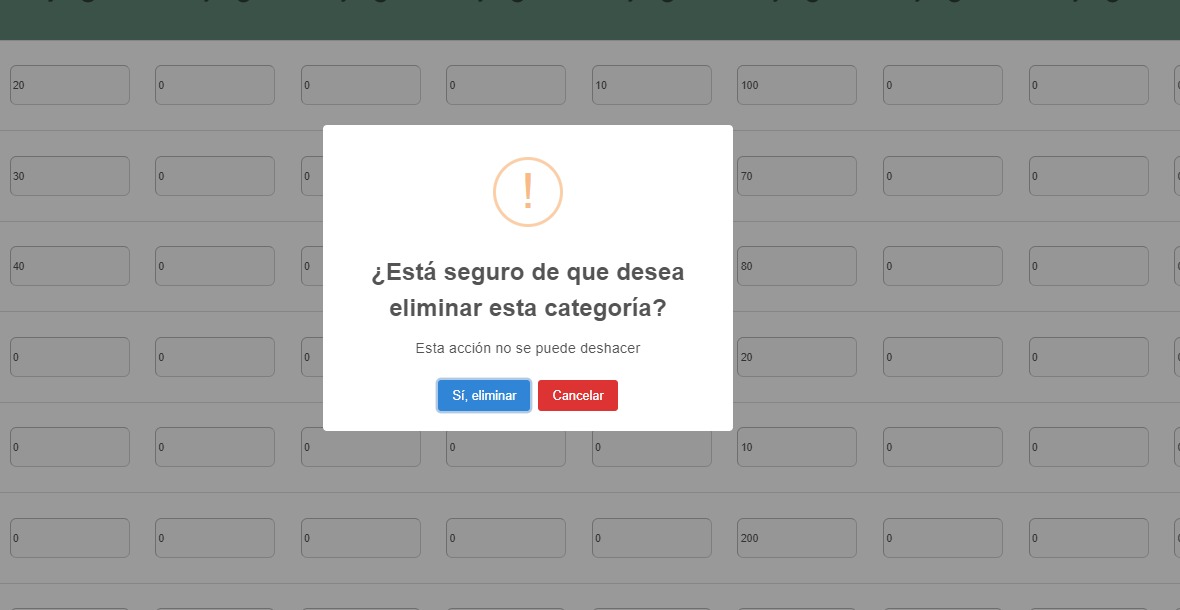 20 0 0 0 10 100 0 0
!
30 0 0 70 0 0
¿Está seguro de que desea
eliminar esta categoría?
40 0 0 80 0 0
Esta acción no se puede deshacer
0 0 0 20 0 0
Sí, eliminar Cancelar
0 0 0 0 0 10 0 0
0 0 0 0 0 200 0 0